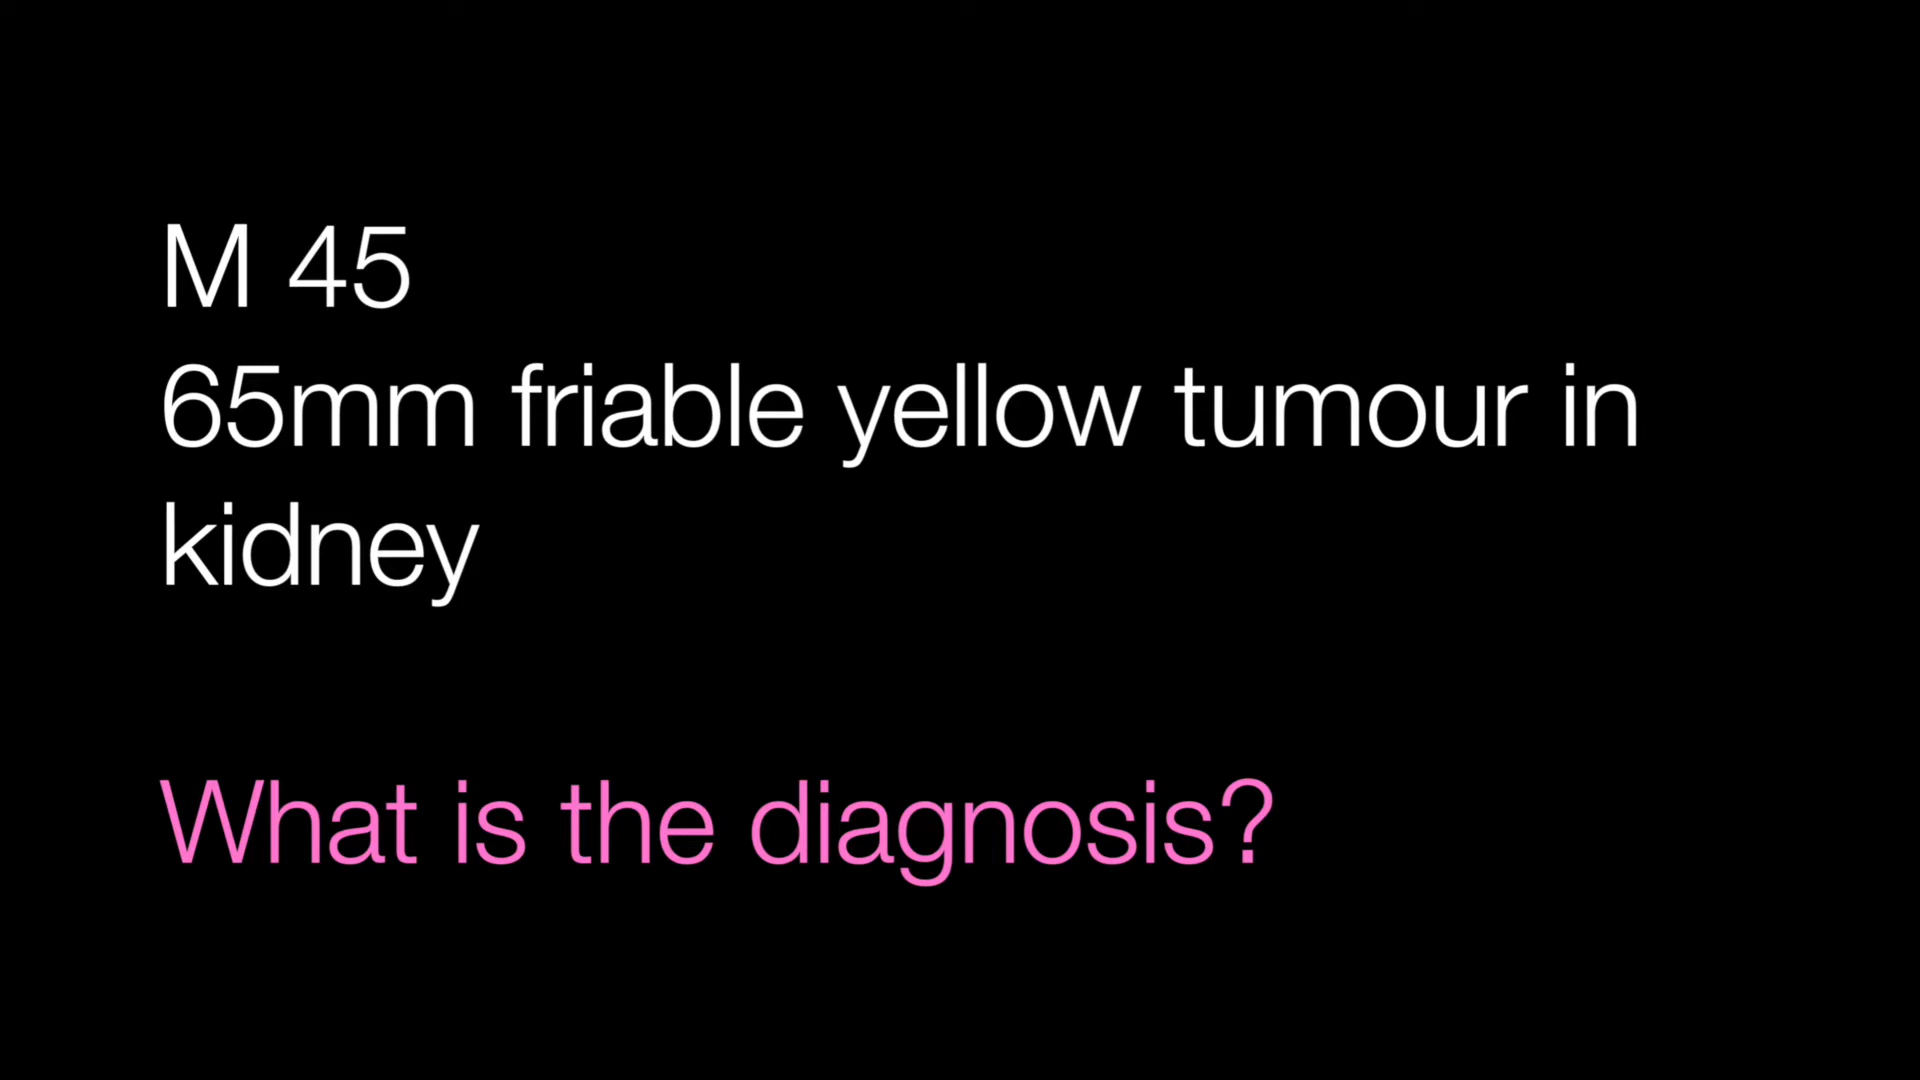 M 45
65mm friable yellow tumour in
kidney
What is the diagnosis?